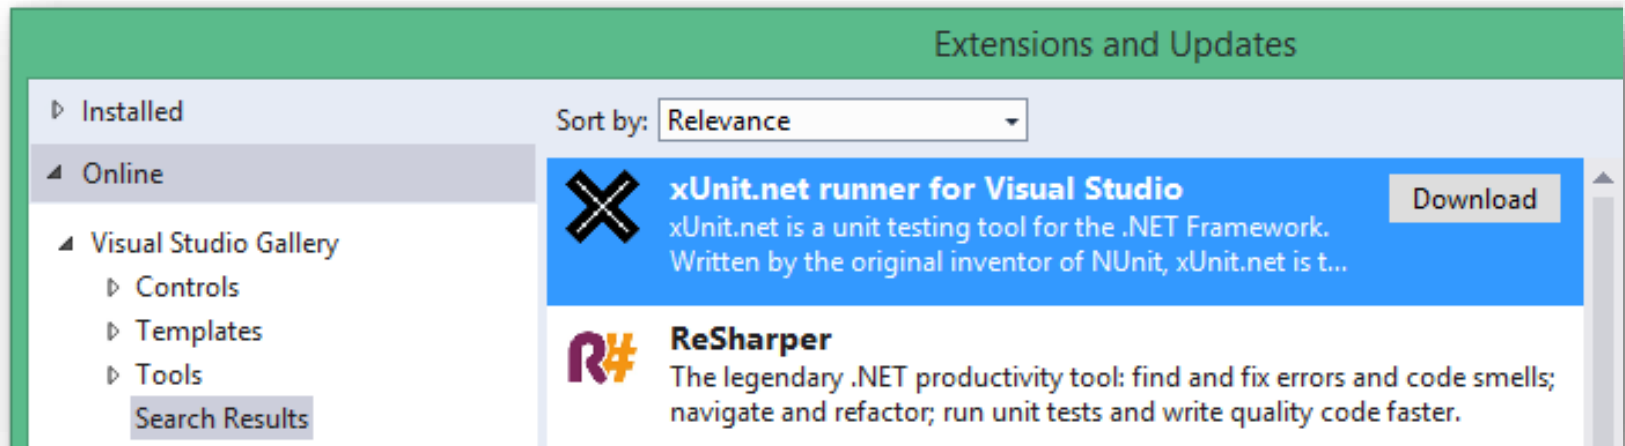 Extensions and Updates
Installed
Online
Visual Studio Gallery
Controls
Templates
Tools
Search Results
Sort by: Relevance
xUnit.net runner for Visual Studio
Download
xUnit.net is a unit testing tool for the .NET Framework.
Written by the original inventor of NUnit, xUnit.net is t...
R#
ReSharper
The legendary .NET productivity tool: find and fix errors and code smells;
navigate and refactor; run unit tests and write quality code faster.